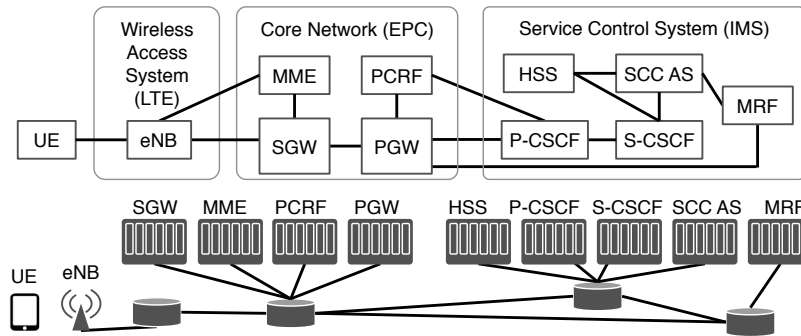 Wireless
Access
System
(LTE)
Core Network (EPC)
Service Control System (IMS)
MME
PCRF
HSS
SCC AS
MRF
UE
eNB
SGW
PGW
P-CSCF
S-CSCF
SGW
MME
PCRF
PGW
HSS
P-CSCF
S-CSCF
SCC AS
MRF
UE
eNB